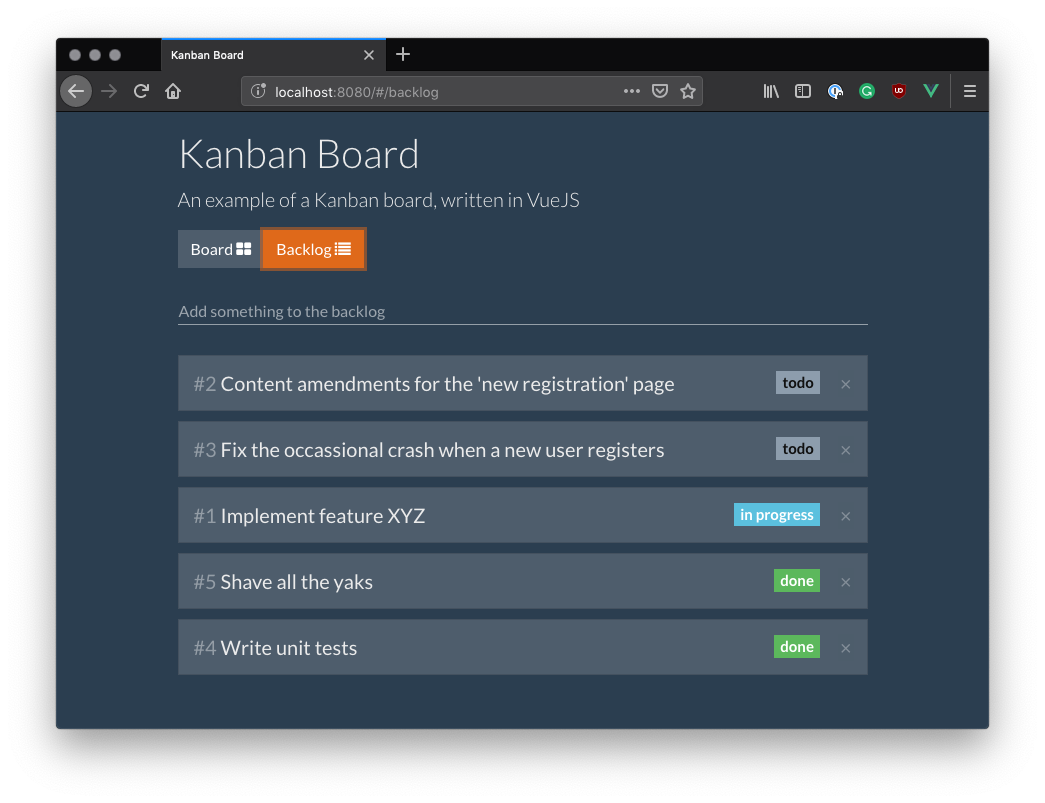 Kanban Board
localhost:8080/#/backlog
Kanban Board
An example of a Kanban board, written in VueJS
Board
Backlog
Add something to the backlog
#2 Content amendments for the 'new registration' page todo ×
#3 Fix the occassional crash when a new user registers todo ×
#1 Implement feature XYZ in progress ×
#5 Shave all the yaks done ×
#4 Write unit tests done ×